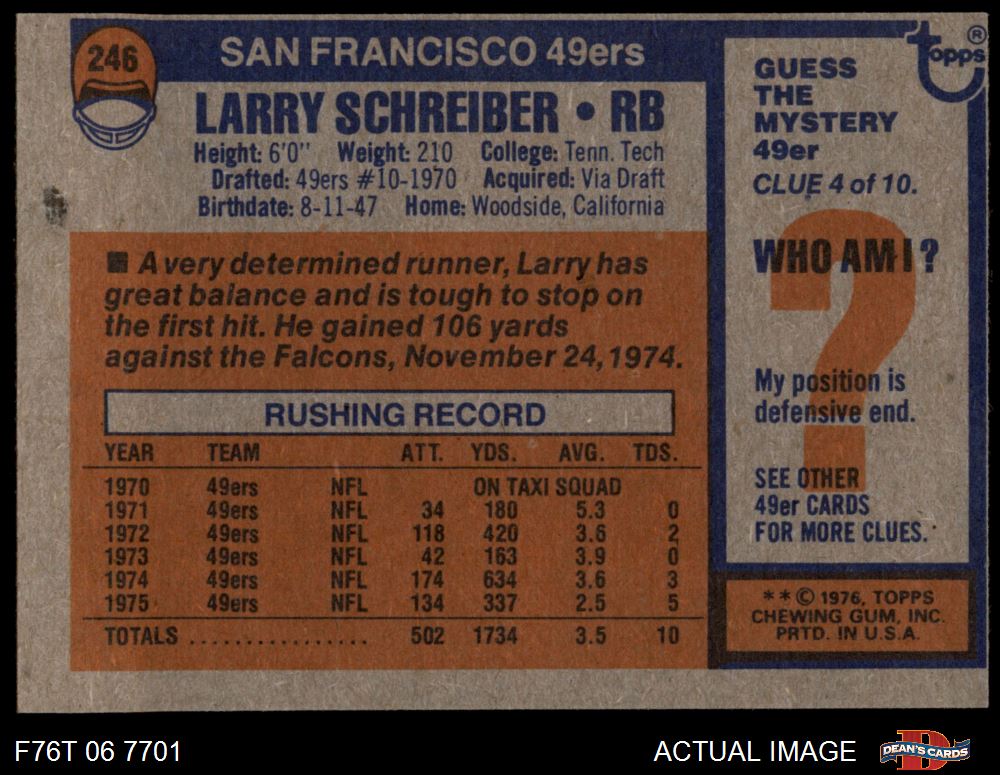 246
SAN FRANCISCO 49ers
LARRY SCHREIBER • RB
Height: 6'0" Weight: 210 College: Tenn. Tech
Drafted: 49ers #10-1970 Acquired: Via Draft
Birthdate: 8-11-47 Home: Woodside, California
■ A very determined runner, Larry has
great balance and is tough to stop on
the first hit. He gained 106 yards
against the Falcons, November 24, 1974.
RUSHING RECORD
YEAR TEAM ATT. YDS. AVG. TDS.
1970 49ers NFL ON TAXI SQUAD
1971 49ers NFL 34 180 5.3 0
1972 49ers NFL 118 420 3.6 2
1973 49ers NFL 42 163 3.9 0
1974 49ers NFL 174 634 3.6 3
1975 49ers NFL 134 337 2.5 5
TOTALS .................. 502 1734 3.5 10
topps®
GUESS
THE
MYSTERY
49er
CLUE 4 of 10.
WHO AM I?
?
My position is
defensive end.
SEE OTHER
49er CARDS
FOR MORE CLUES.
**© 1976, TOPPS
CHEWING GUM, INC.
PRTD. IN U.S.A.
F76T 06 7701
ACTUAL IMAGE
D
DEAN'S CARDS